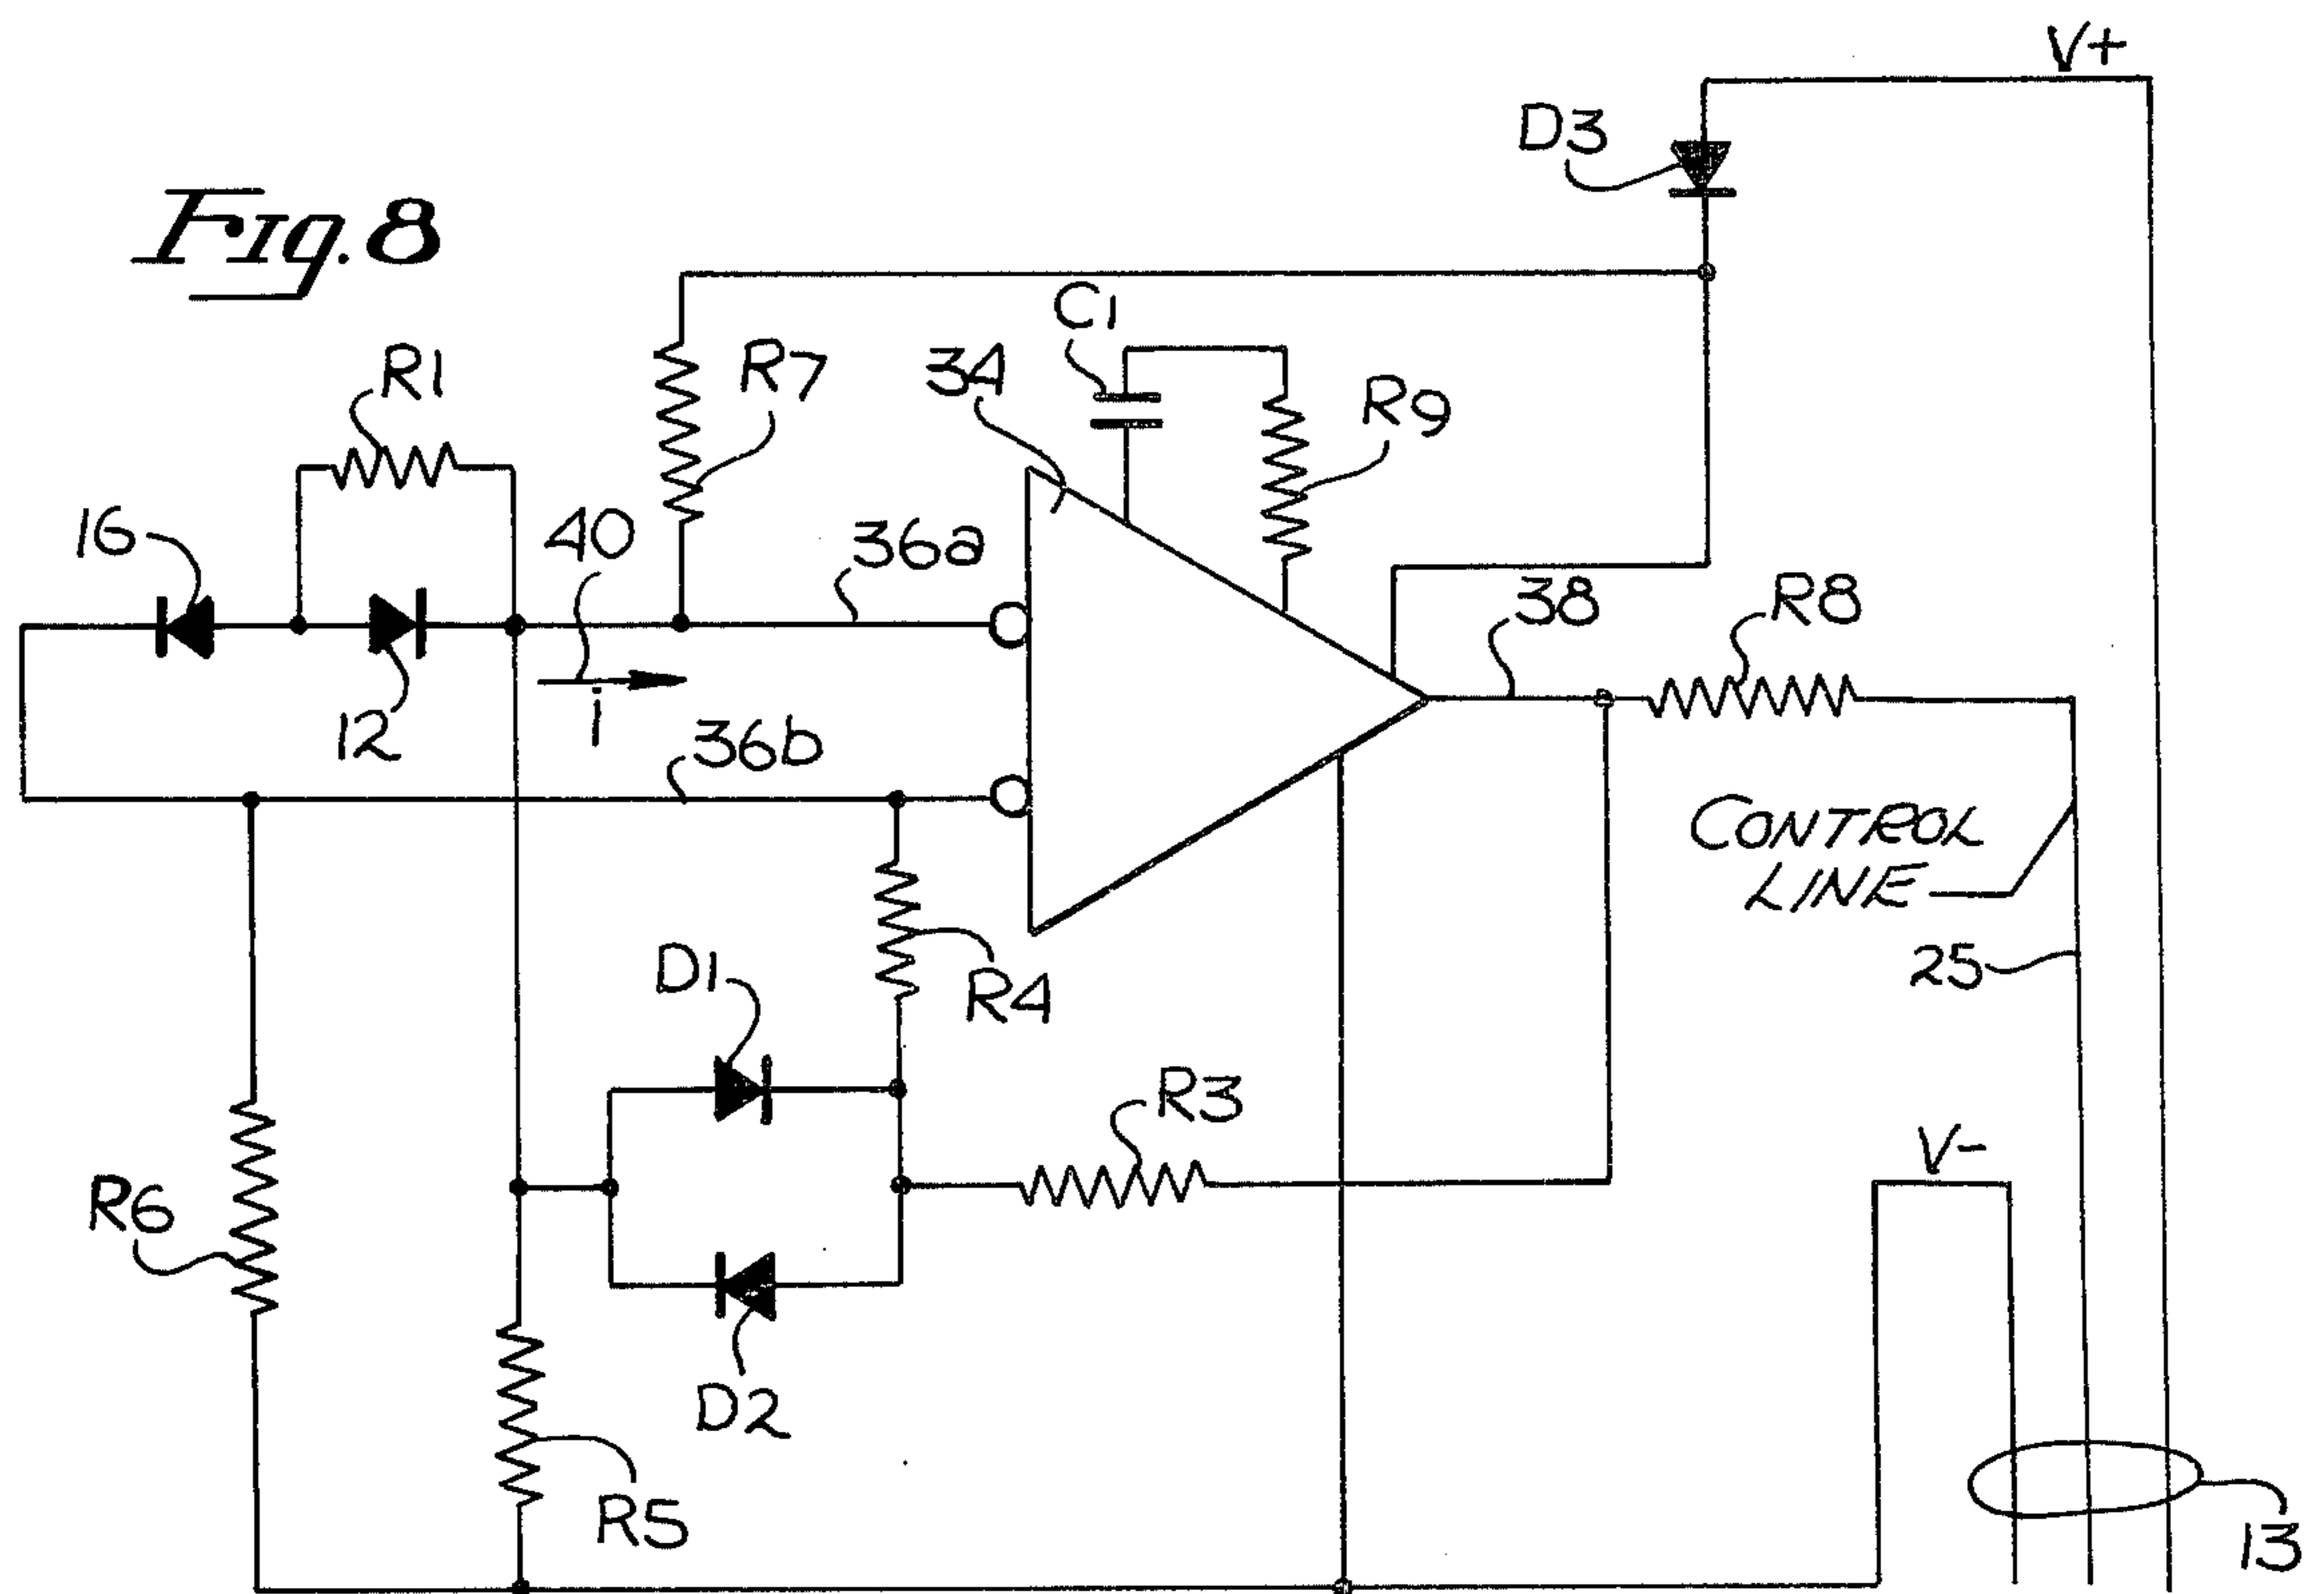 V+
D3
Fig. 8
C1
R1
R7
34
R9
16
40
36a
38
R8
12
i
36b
CONTROL
LINE
25
D1
R4
R3
V-
R6
D2
R5
13